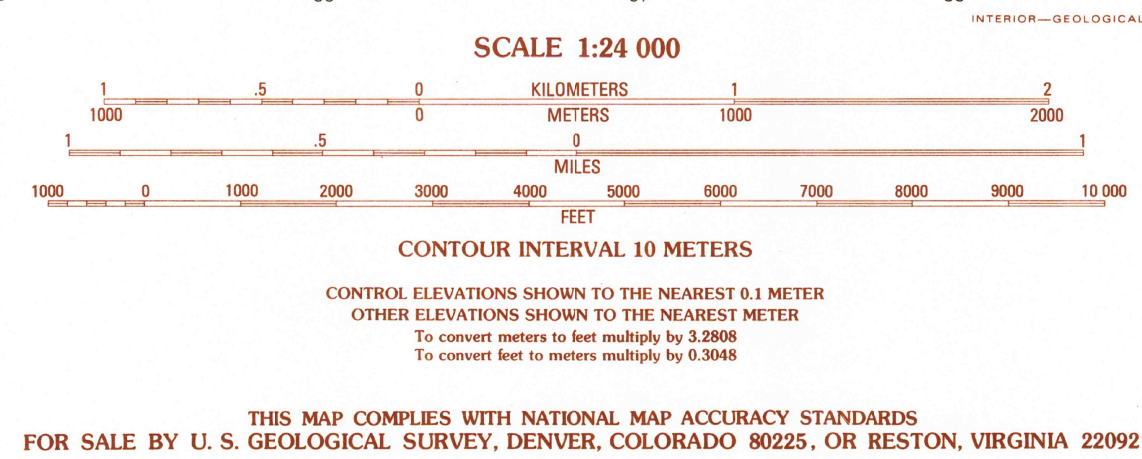 INTERIOR—GEOLOGICAL
SCALE 1:24 000
1 .5 0 KILOMETERS 1 2
1000 0 METERS 1000 2000
1 .5 0 1
MILES
1000 0 1000 2000 3000 4000 5000 6000 7000 8000 9000 10 000
FEET
CONTOUR INTERVAL 10 METERS
CONTROL ELEVATIONS SHOWN TO THE NEAREST 0.1 METER
OTHER ELEVATIONS SHOWN TO THE NEAREST METER
To convert meters to feet multiply by 3.2808
To convert feet to meters multiply by 0.3048
THIS MAP COMPLIES WITH NATIONAL MAP ACCURACY STANDARDS
FOR SALE BY U. S. GEOLOGICAL SURVEY, DENVER, COLORADO 80225, OR RESTON, VIRGINIA 22092